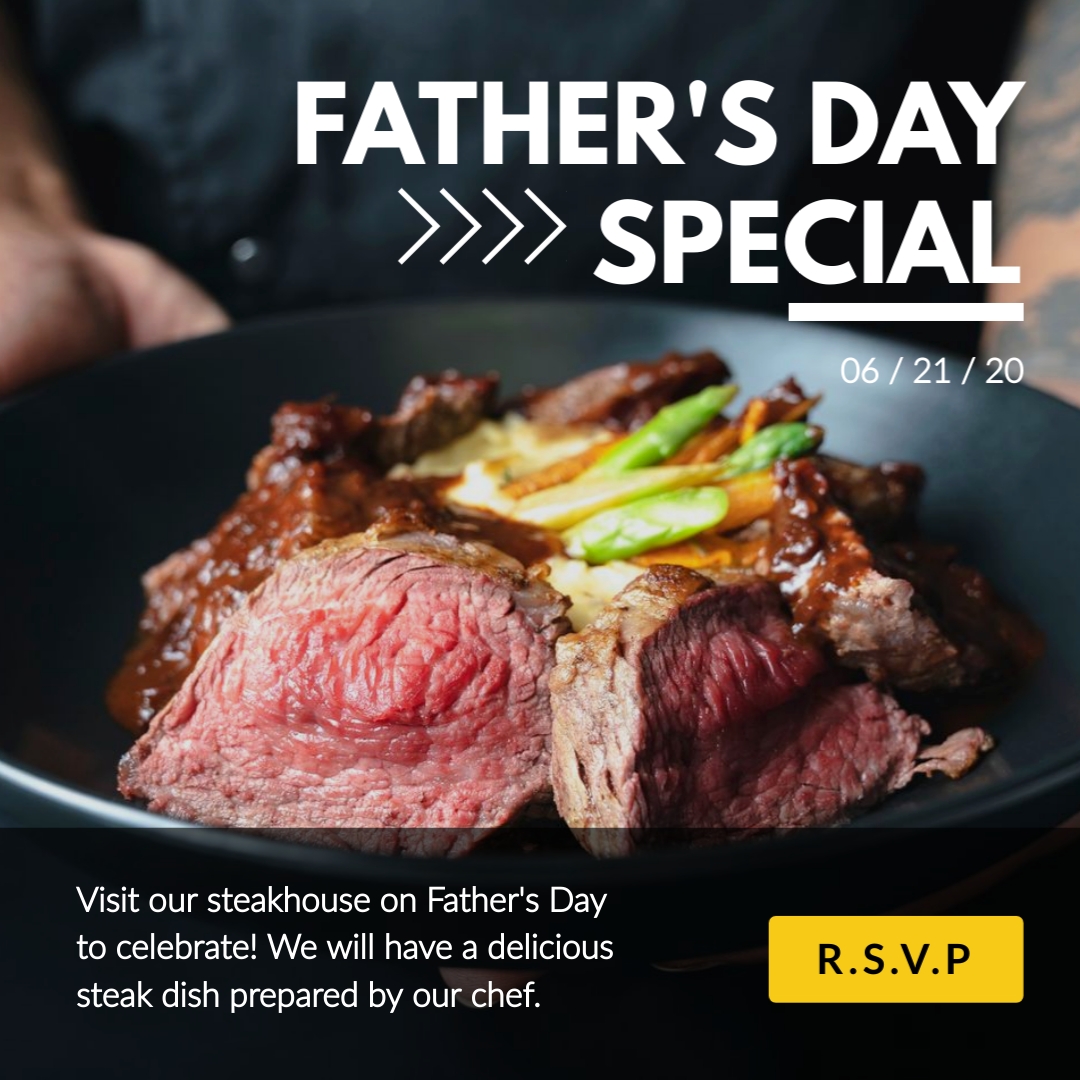 FATHER'S DAY
SPECIAL
06 / 21 / 20
Visit our steakhouse on Father's Day
to celebrate! We will have a delicious
steak dish prepared by our chef.
R.S.V.P